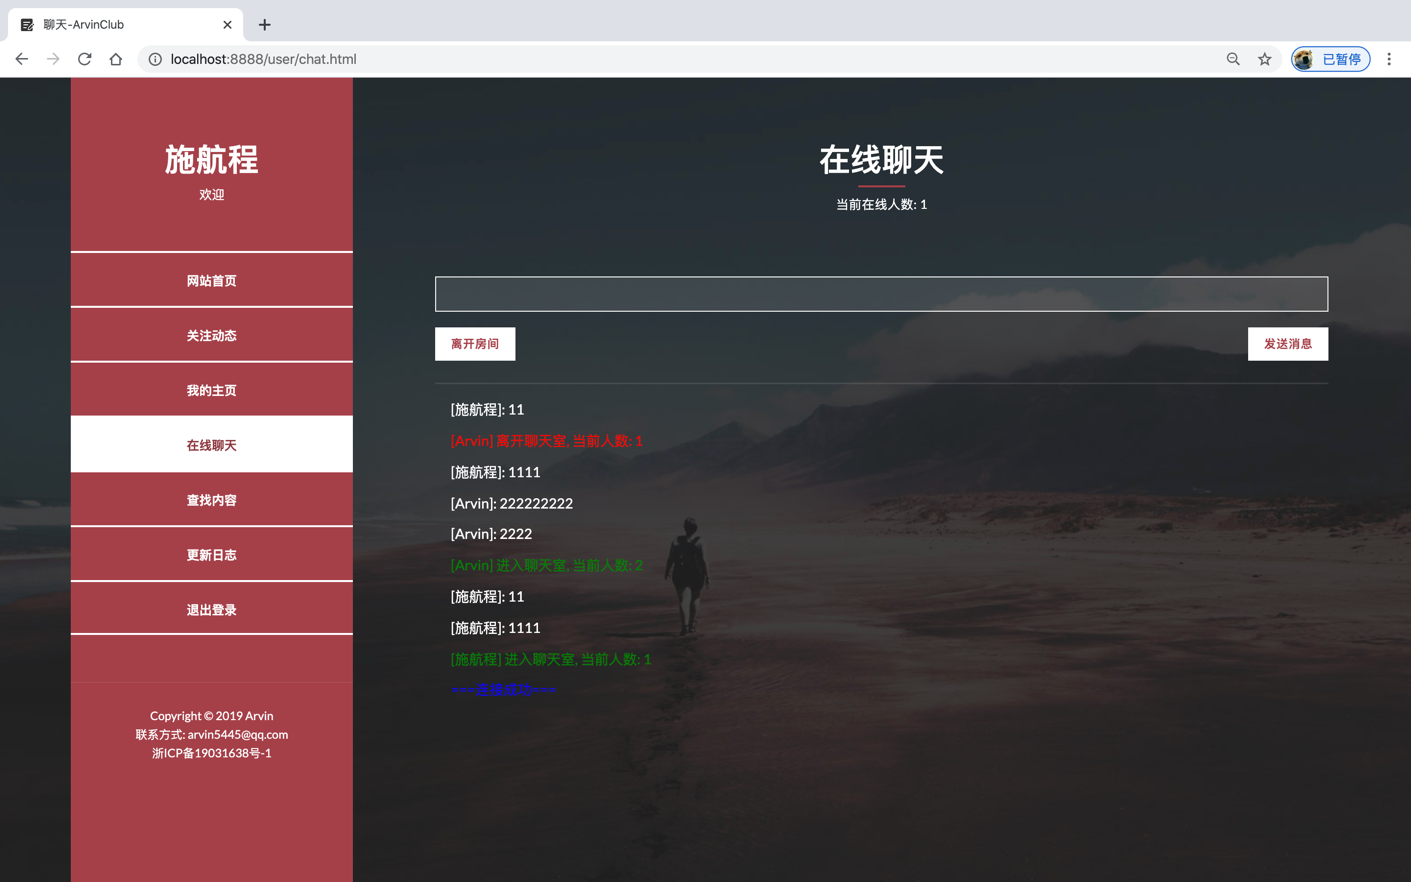 聊天-ArvinClub
localhost:8888/user/chat.html
已暂停
施航程
欢迎
网站首页
关注动态
我的主页
在线聊天
查找内容
更新日志
退出登录
Copyright © 2019 Arvin
联系方式: arvin5445@qq.com
浙ICP备19031638号-1
在线聊天
当前在线人数: 1
离开房间
发送消息
[施航程]: 11
[Arvin] 离开聊天室, 当前人数: 1
[施航程]: 1111
[Arvin]: 222222222
[Arvin]: 2222
[Arvin] 进入聊天室, 当前人数: 2
[施航程]: 11
[施航程]: 1111
[施航程] 进入聊天室, 当前人数: 1
~~~连接成功~~~